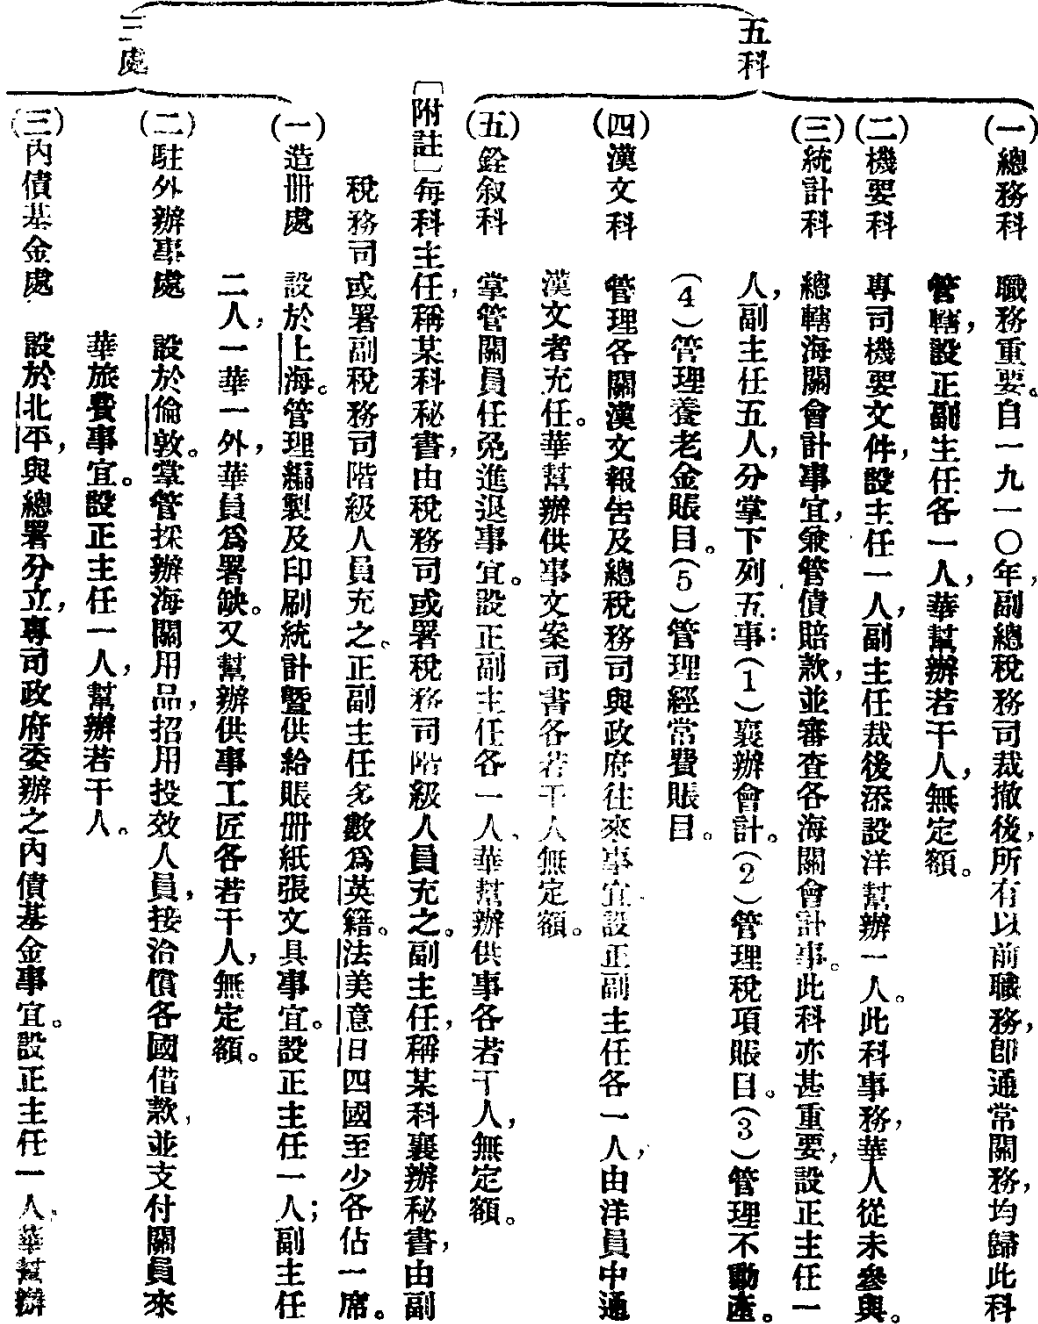 五科
(一)總務科　職務重要。自一九一〇年,副總稅務司裁撤後,所有以前職務,卽通常關務,均歸此科
管轄,設正副主任各一人,華幫辦若干人,無定額。
(二)機要科　專司機要文件,設主任一人,副主任裁後添設洋幫辦一人。此科事務,華人從未參與。
(三)統計科　總轄海關會計事宜,兼管債賠款,並審查各海關會計事。此科亦甚重要,設正主任一
人,副主任五人,分掌下列五事:(1)襄辦會計。(2)管理稅項賬目。(3)管理不動產。
(4)管理養老金賬目。(5)管理經常費賬目。
(四)漢文科　管理各關漢文報告及總稅務司與政府往來事宜設正副主任各一人,由洋員中通
漢文者充任。華幫辦供事文案司書各若干人無定額。
(五)銓叙科　掌管關員任免進退事宜。設正副主任各一人、華幫辦供事各若干人,無定額。
[附註]每科主任,稱某科秘書,由稅務司或署稅務司階級人員充之。副主任,稱某科襄辦秘書,由副
稅務司或署副稅務司階級人員充之。正副主任多數爲英籍。法美意日四國至少各佔一席。
三處
(一)造册處　設於上海。管理編製及印刷統計曁供給賬册紙張文具事宜。設正主任一人;副主任
二人,一華一外,華員爲署缺。又幫辦供事工匠各若干人,無定額。
(二)駐外辦事處　設於倫敦。掌管採辦海關用品,招用投效人員,接洽償各國借款,並支付關員來
華旅費事宜。設正主任一人,幫辦若干人。
(三)內債基金處　設於北平,與總署分立,專司政府委辦之內債基金事宜。設正主任一人、華幫辦